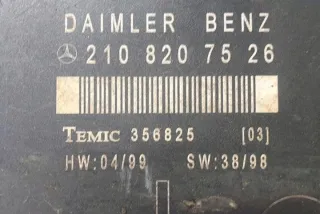 DAIMLER BENZ
210 820 75 26
TEMIC 356825 [03]
HW:04/99 SW:38/98